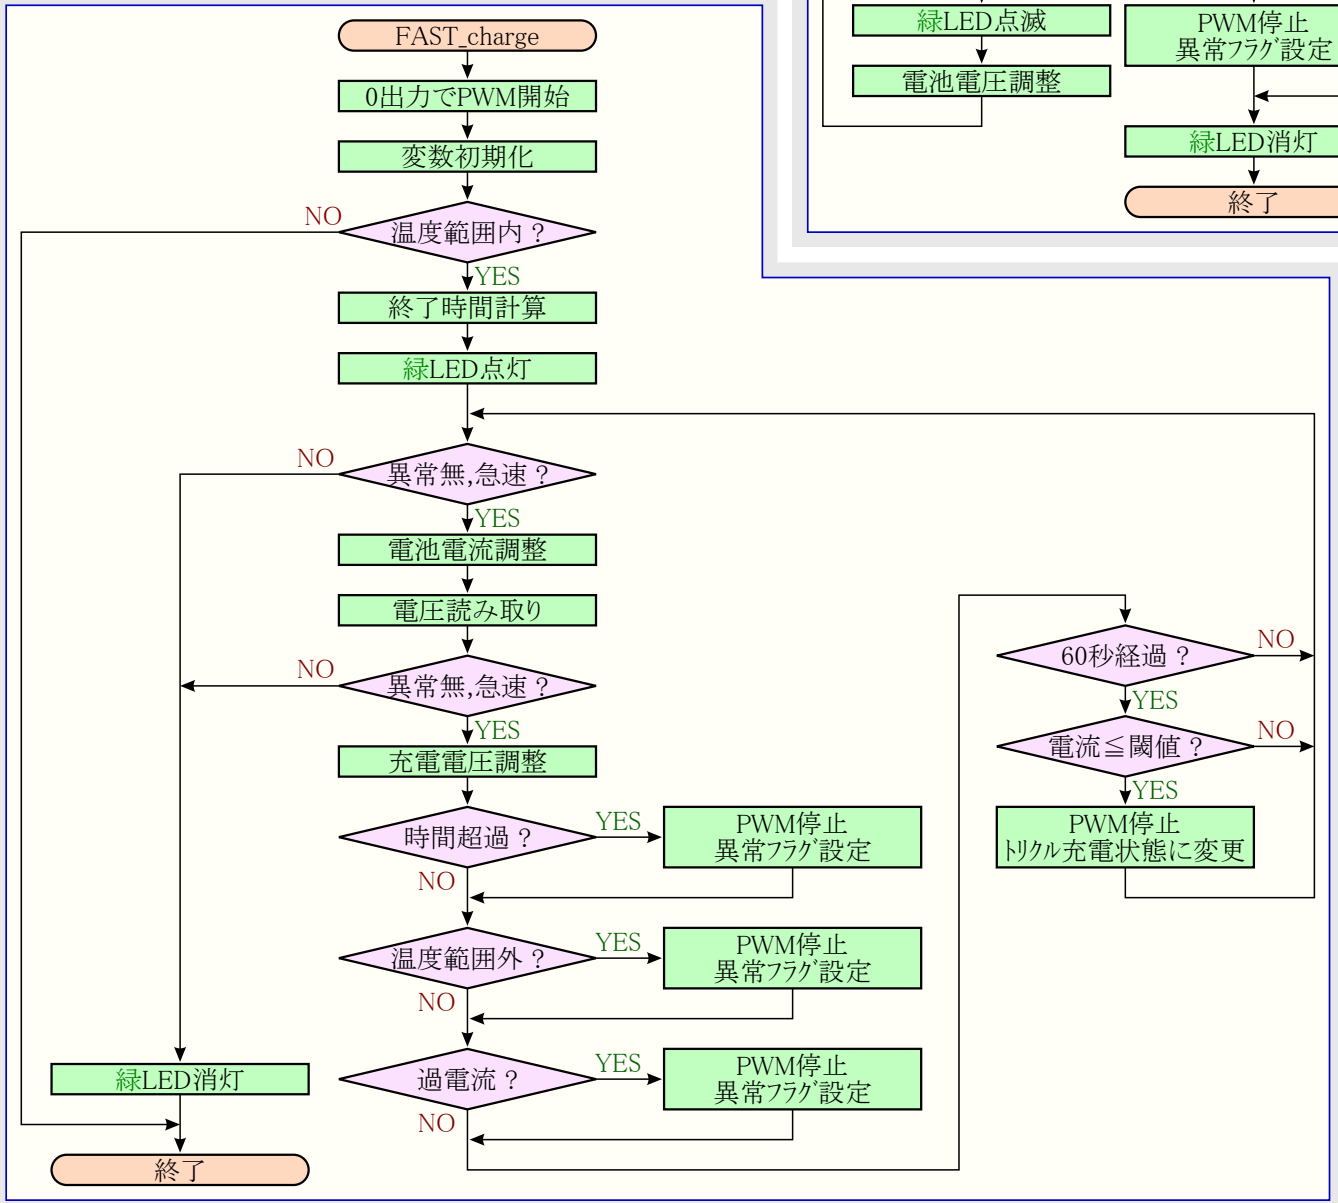 FAST_charge
0出力でPWM開始
変数初期化
温度範囲内 ?
NO
YES
終了時間計算
緑LED点灯
異常無,急速 ?
NO
YES
電池電流調整
電圧読み取り
異常無,急速 ?
NO
YES
充電電圧調整
時間超過 ?
YES
PWM停止
異常フラグ設定
NO
温度範囲外 ?
YES
PWM停止
異常フラグ設定
NO
過電流 ?
YES
PWM停止
異常フラグ設定
NO
緑LED消灯
終了
60秒経過 ?
NO
YES
電流≦閾値 ?
NO
YES
PWM停止
トリクル充電状態に変更
緑LED点滅
電池電圧調整
PWM停止
異常フラグ設定
緑LED消灯
終了